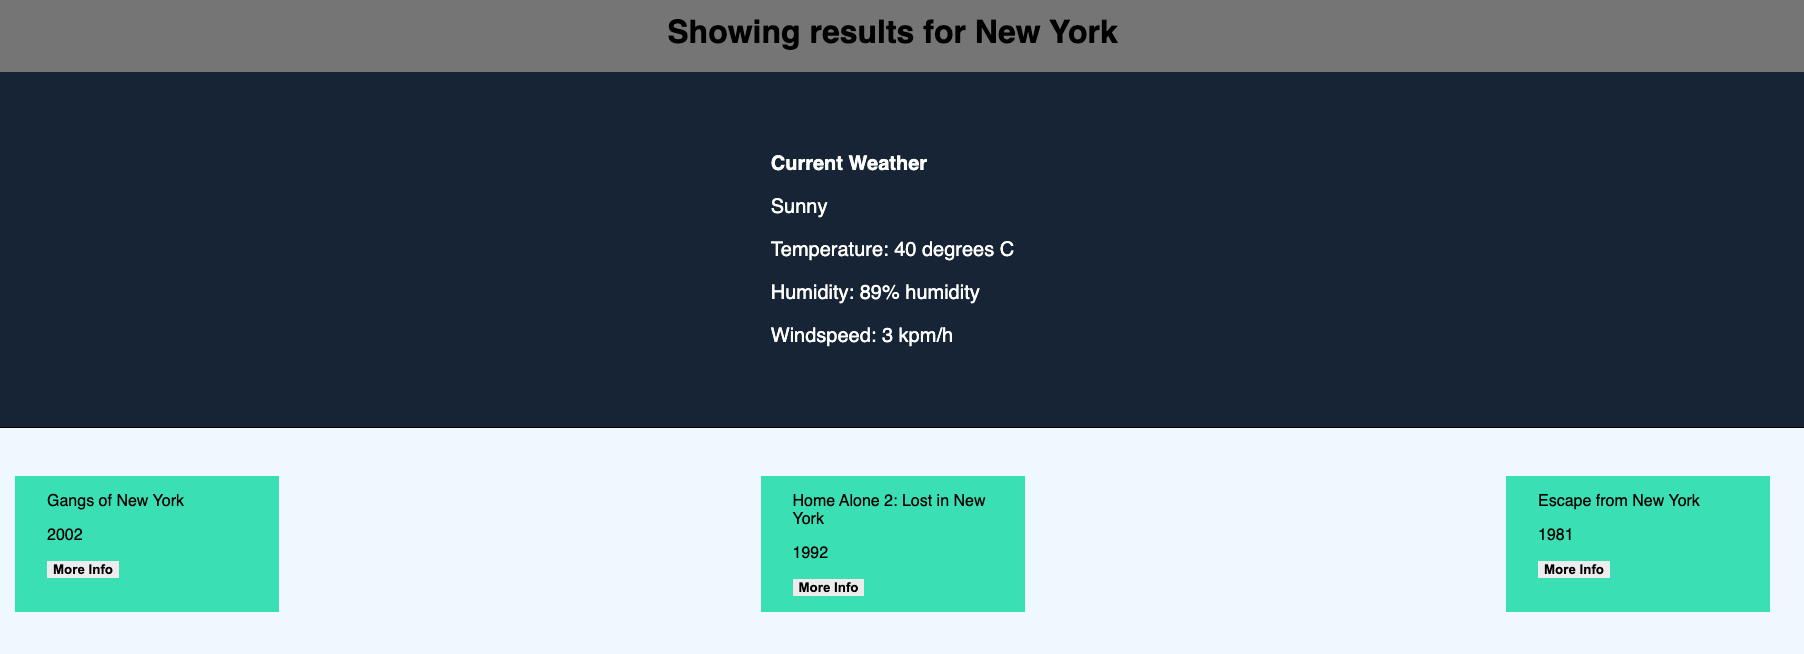 Showing results for New York
Current Weather
Sunny
Temperature: 40 degrees C
Humidity: 89% humidity
Windspeed: 3 kpm/h
Gangs of New York
2002
More Info
Home Alone 2: Lost in New
York
1992
More Info
Escape from New York
1981
More Info